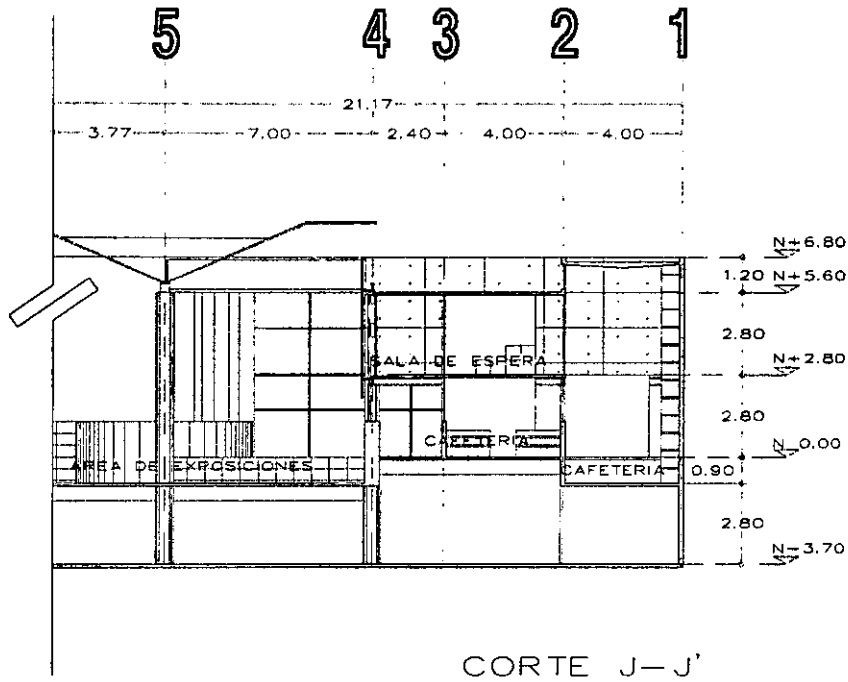 5 4 3 2 1
21.17
3.77 7.00 2.40 4.00 4.00
N+6.80
1.20 N+5.60
2.80
SALA DE ESPERA N+2.80
2.80
CAFETERIA N 0.00
AREA DE EXPOSICIONES CAFETERIA 0.90
2.80
N-3.70
CORTE J-J'